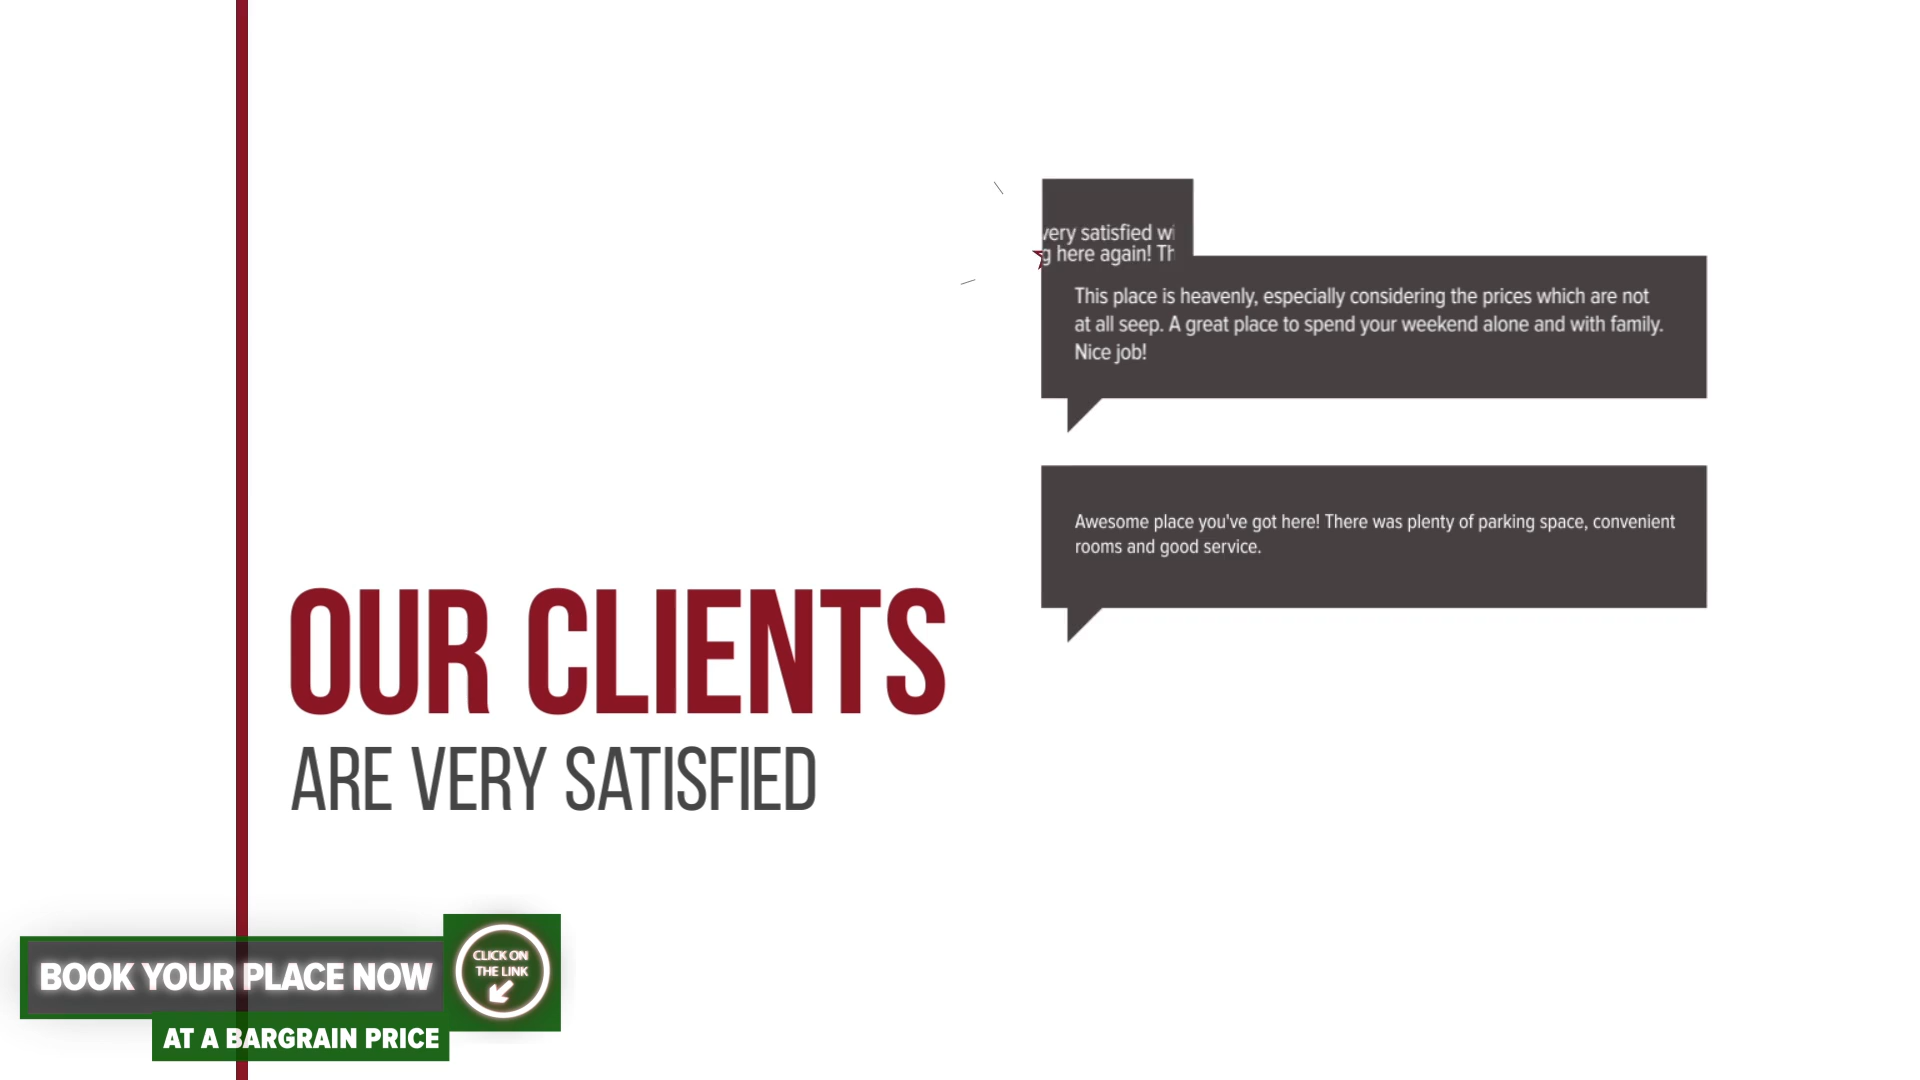 very satisfied
here again!
This place is heavenly, especially considering the prices which are not
at all seep. A great place to spend your weekend alone and with family.
Nice job!
Awesome place you've got here! There was plenty of parking space, convenient
rooms and good service.
OUR CLIENTS
ARE VERY SATISFIED
BOOK YOUR PLACE NOW
CLICK ON
THE LINK
AT A BARGRAIN PRICE